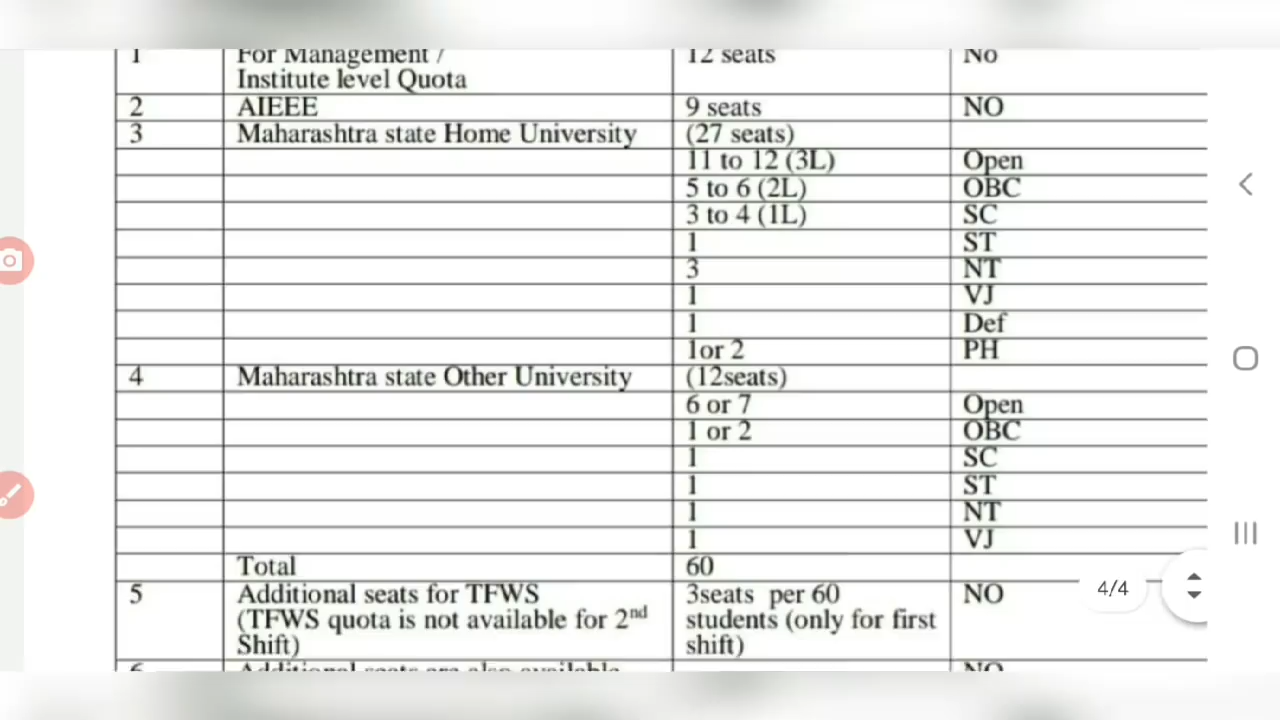 1 For Management / 12 seats No
Institute level Quota
2 AIEEE 9 seats NO
3 Maharashtra state Home University (27 seats)
11 to 12 (3L) Open
5 to 6 (2L) OBC
3 to 4 (1L) SC
1 ST
3 NT
1 VJ
1 Def
1or 2 PH
4 Maharashtra state Other University (12seats)
6 or 7 Open
1 or 2 OBC
1 SC
1 ST
1 NT
1 VJ
Total 60
5 Additional seats for TFWS 3seats per 60 NO
(TFWS quota is not available for 2nd students (only for first
Shift) shift)
Additional seats are also available NO
4/4